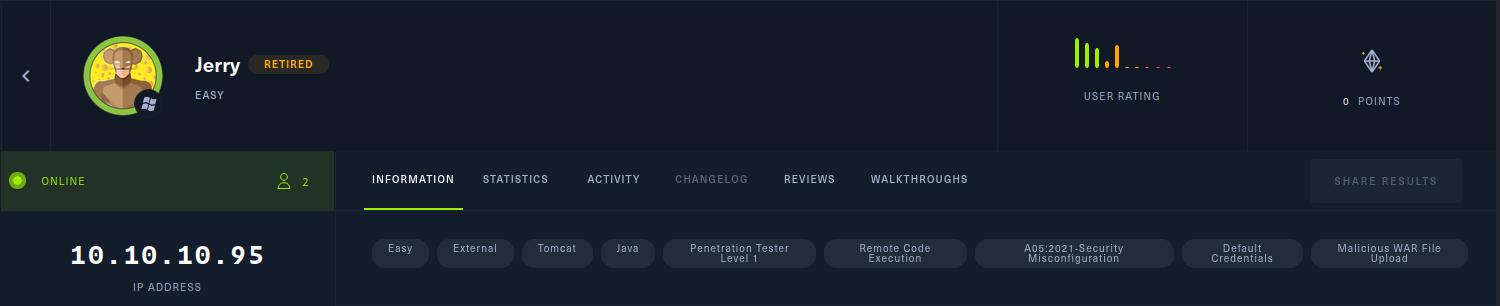 Jerry RETIRED
EASY
USER RATING
0 POINTS
ONLINE
2
INFORMATION STATISTICS ACTIVITY CHANGELOG REVIEWS WALKTHROUGHS
SHARE RESULTS
10.10.10.95
IP ADDRESS
Easy
External
Tomcat
Java
Penetration Tester
Level 1
Remote Code
Execution
A05:2021-Security
Misconfiguration
Default
Credentials
Malicious WAR File
Upload